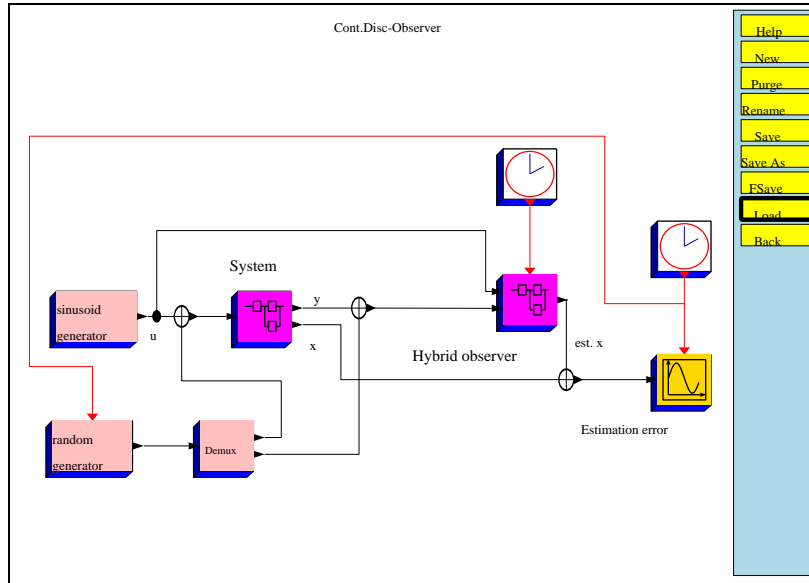 Cont.Disc-Observer
Help
New
Purge
Rename
Save
Save As
FSave
Load
Back
System
sinusoid
generator
u
y
x
Hybrid observer
est. x
Estimation error
random
generator
Demux